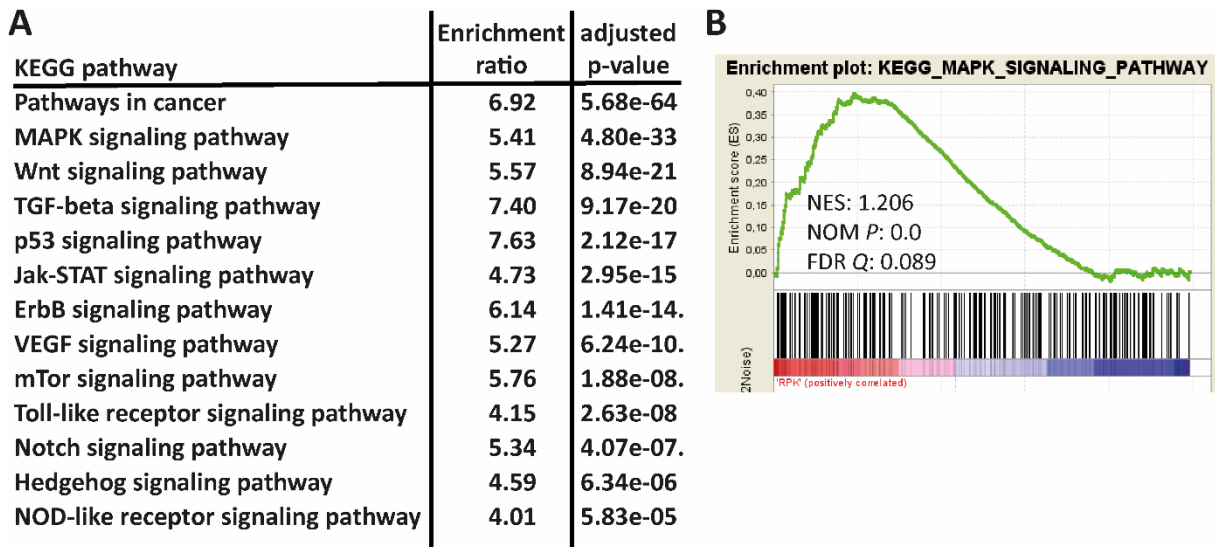 A
KEGG pathway Enrichment ratio adjusted p-value
Pathways in cancer 6.92 5.68e-64
MAPK signaling pathway 5.41 4.80e-33
Wnt signaling pathway 5.57 8.94e-21
TGF-beta signaling pathway 7.40 9.17e-20
p53 signaling pathway 7.63 2.12e-17
Jak-STAT signaling pathway 4.73 2.95e-15
ErbB signaling pathway 6.14 1.41e-14.
VEGF signaling pathway 5.27 6.24e-10.
mTor signaling pathway 5.76 1.88e-08.
Toll-like receptor signaling pathway 4.15 2.63e-08
Notch signaling pathway 5.34 4.07e-07.
Hedgehog signaling pathway 4.59 6.34e-06
NOD-like receptor signaling pathway 4.01 5.83e-05
B
Enrichment plot: KEGG_MAPK_SIGNALING_PATHWAY
Enrichment score (ES)
0,40
0,35
0,30
0,25
0,20
0,15
0,10
0,05
0,00
NES: 1.206
NOM P: 0.0
FDR Q: 0.089
2Noise)
'RPK' (positively correlated)